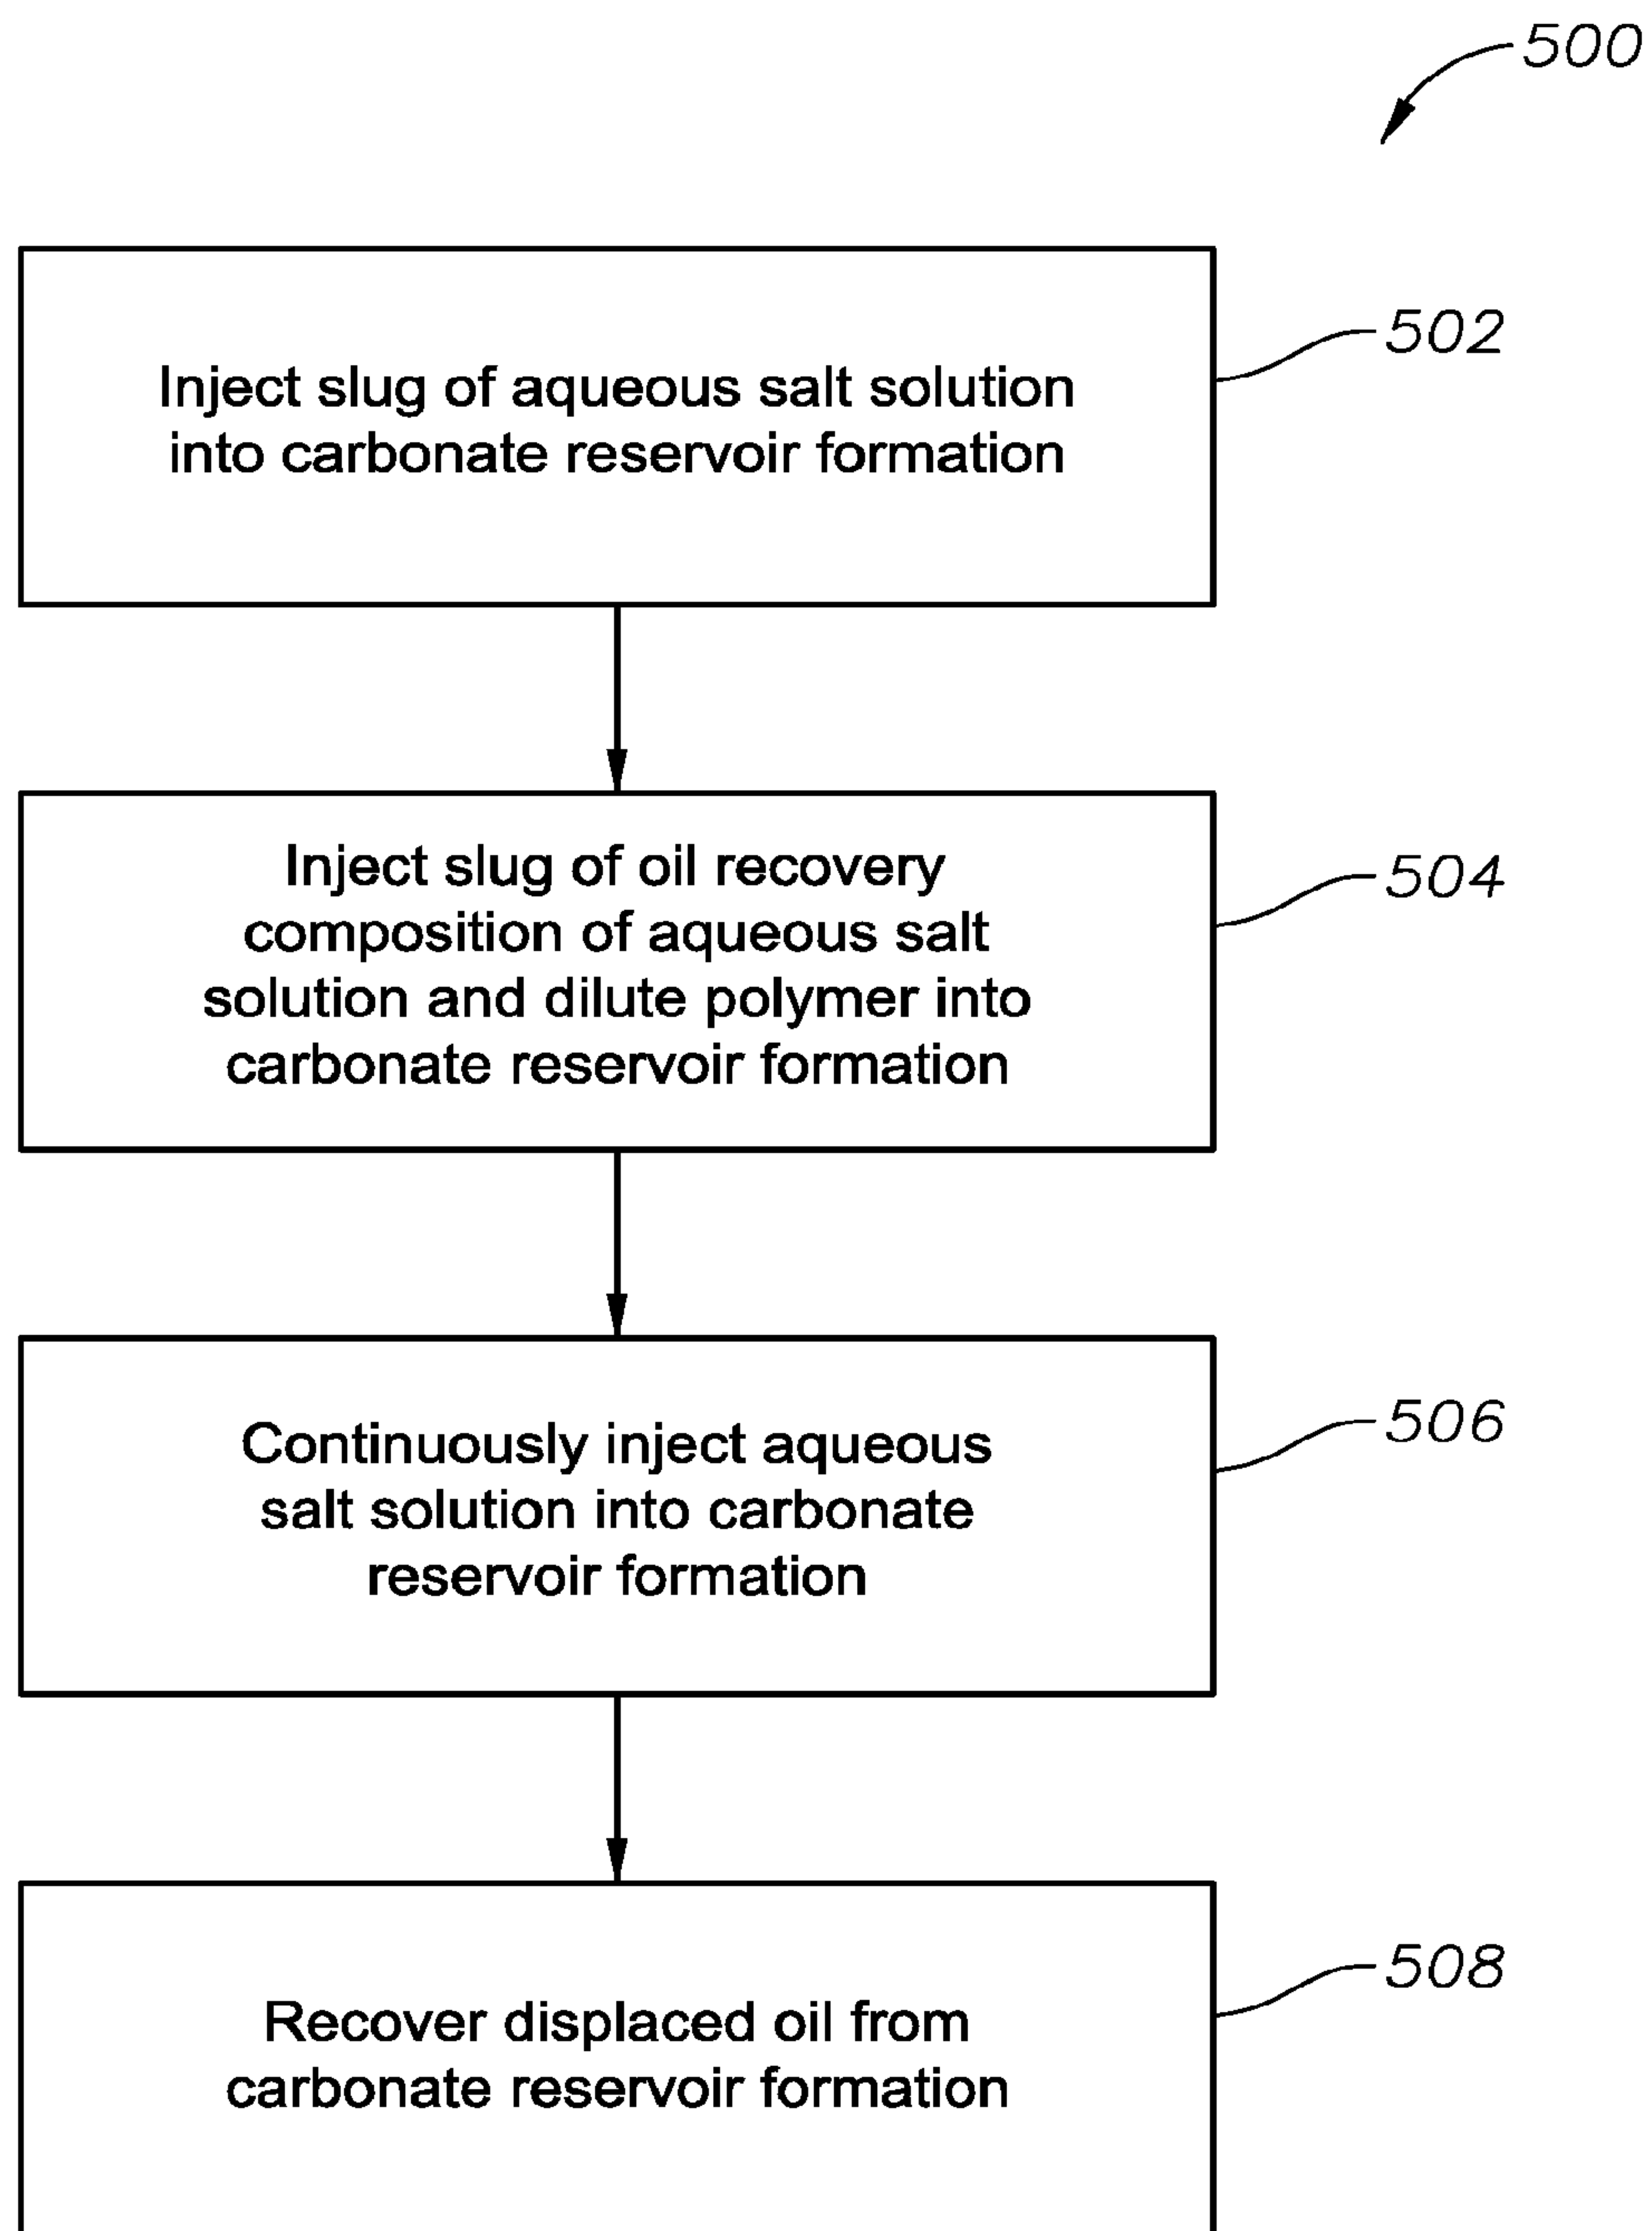 500
Inject slug of aqueous salt solution
into carbonate reservoir formation
502
Inject slug of oil recovery
composition of aqueous salt
solution and dilute polymer into
carbonate reservoir formation
504
Continuously inject aqueous
salt solution into carbonate
reservoir formation
506
Recover displaced oil from
carbonate reservoir formation
508